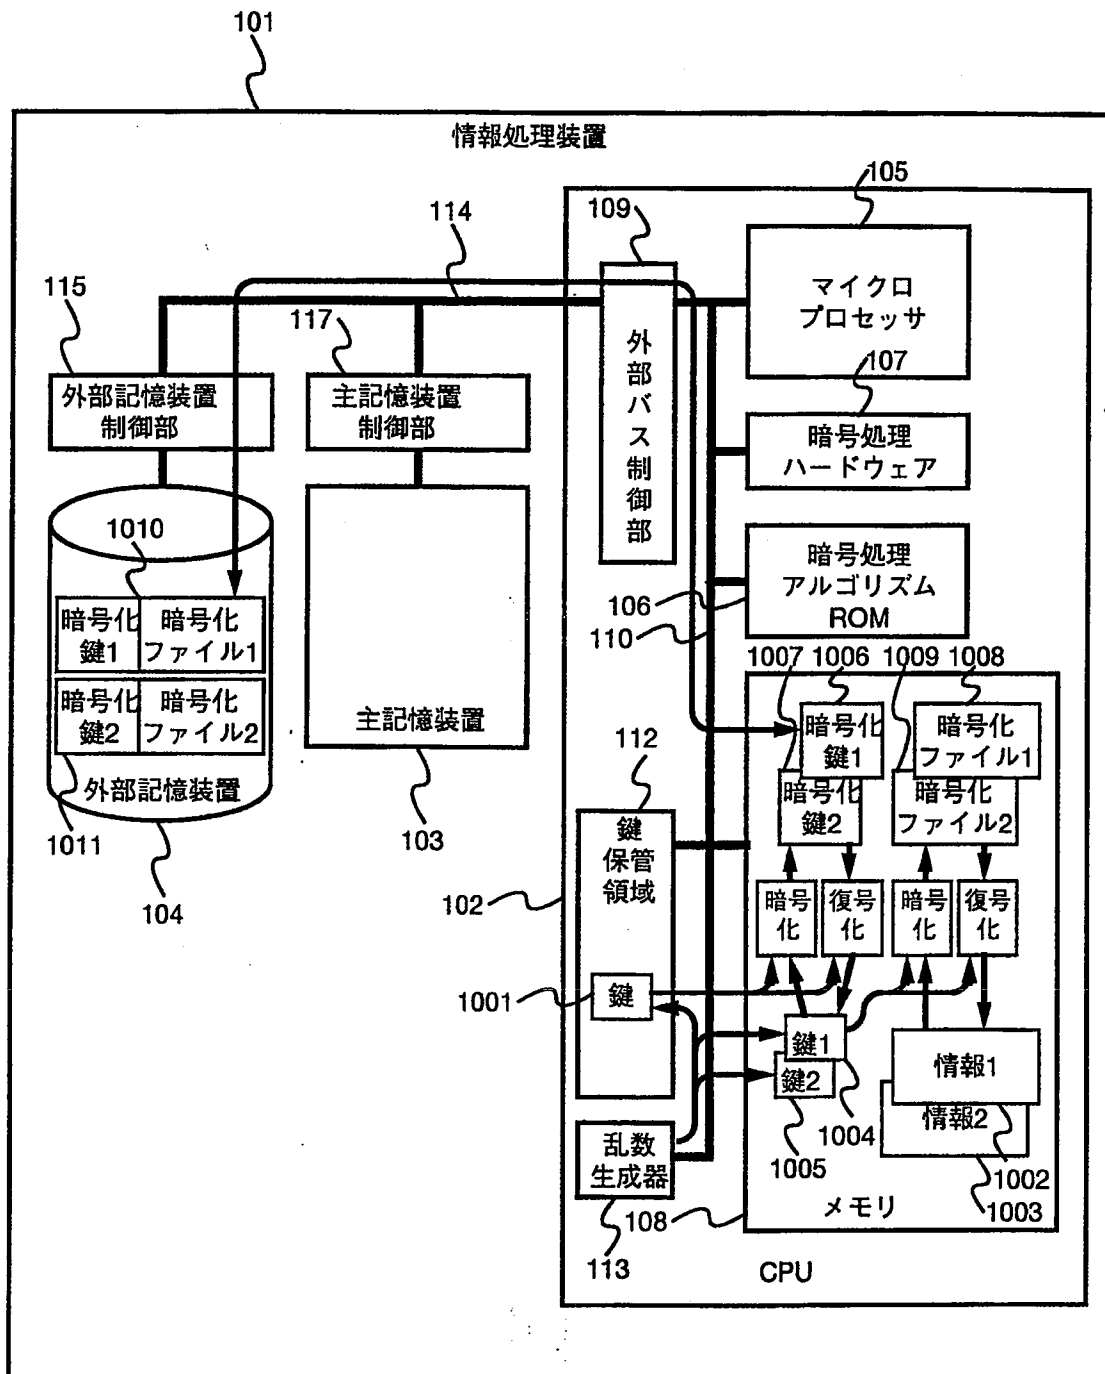 101
情報処理装置
105
109
114
マイクロ
プロセッサ
115
117
外
部
バ
ス
制
御
部
107
外部記憶装置
制御部
主記憶装置
制御部
暗号処理
ハードウェア
1010
暗号処理
アルゴリズム
ROM
106
110
暗号化
鍵1
暗号化
ファイル1
暗号化
鍵2
暗号化
ファイル2
外部記憶装置
1011
104
主記憶装置
103
1007
1006
1009
1008
暗号化
鍵1
暗号化
ファイル1
暗号化
鍵2
暗号化
ファイル2
112
鍵
保管
領域
102
暗号
化
復号
化
暗号
化
復号
化
1001
鍵
鍵1
鍵2
1004
1005
情報1
情報2
1002
1003
乱数
生成器
113
108
メモリ
CPU